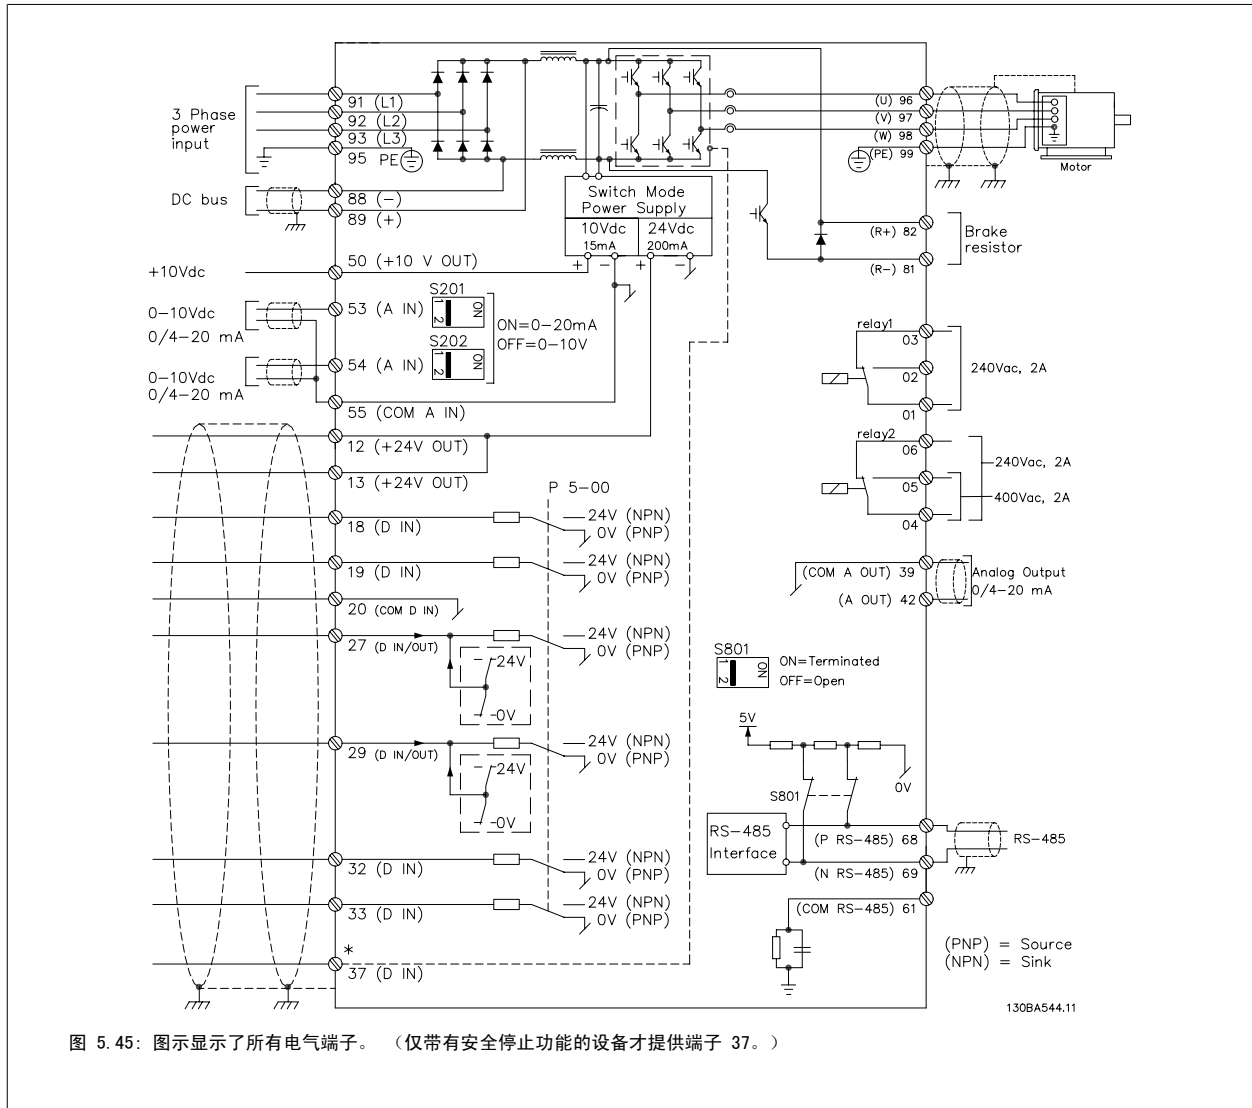 3 Phase
power
input
91 (L1)
92 (L2)
93 (L3)
95 PE
DC bus
88 (-)
89 (+)
Switch Mode
Power Supply
10Vdc
15mA
24Vdc
200mA
+ - + -
(U) 96
(V) 97
(W) 98
(PE) 99
Motor
(R+) 82
(R-) 81
Brake
resistor
+10Vdc
50 (+10 V OUT)
0-10Vdc
0/4-20 mA
53 (A IN)
S201
1 2
ON
S202
1 2
ON
ON=0-20mA
OFF=0-10V
0-10Vdc
0/4-20 mA
54 (A IN)
55 (COM A IN)
12 (+24V OUT)
13 (+24V OUT)
relay1
03
02
01
240Vac, 2A
relay2
06
05
04
240Vac, 2A
400Vac, 2A
P 5-00
18 (D IN)
24V (NPN)
0V (PNP)
19 (D IN)
24V (NPN)
0V (PNP)
20 (COM D IN)
27 (D IN/OUT)
24V (NPN)
0V (PNP)
24V
0V
29 (D IN/OUT)
24V (NPN)
0V (PNP)
24V
0V
32 (D IN)
24V (NPN)
0V (PNP)
33 (D IN)
24V (NPN)
0V (PNP)
*
37 (D IN)
(COM A OUT) 39
(A OUT) 42
Analog Output
0/4-20 mA
S801
1 2
ON
ON=Terminated
OFF=Open
5V
S801
0V
RS-485
Interface
(P RS-485) 68
(N RS-485) 69
RS-485
(COM RS-485) 61
(PNP) = Source
(NPN) = Sink
130BA544.11
图 5.45: 图示显示了所有电气端子。 (仅带有安全停止功能的设备才提供端子 37。)